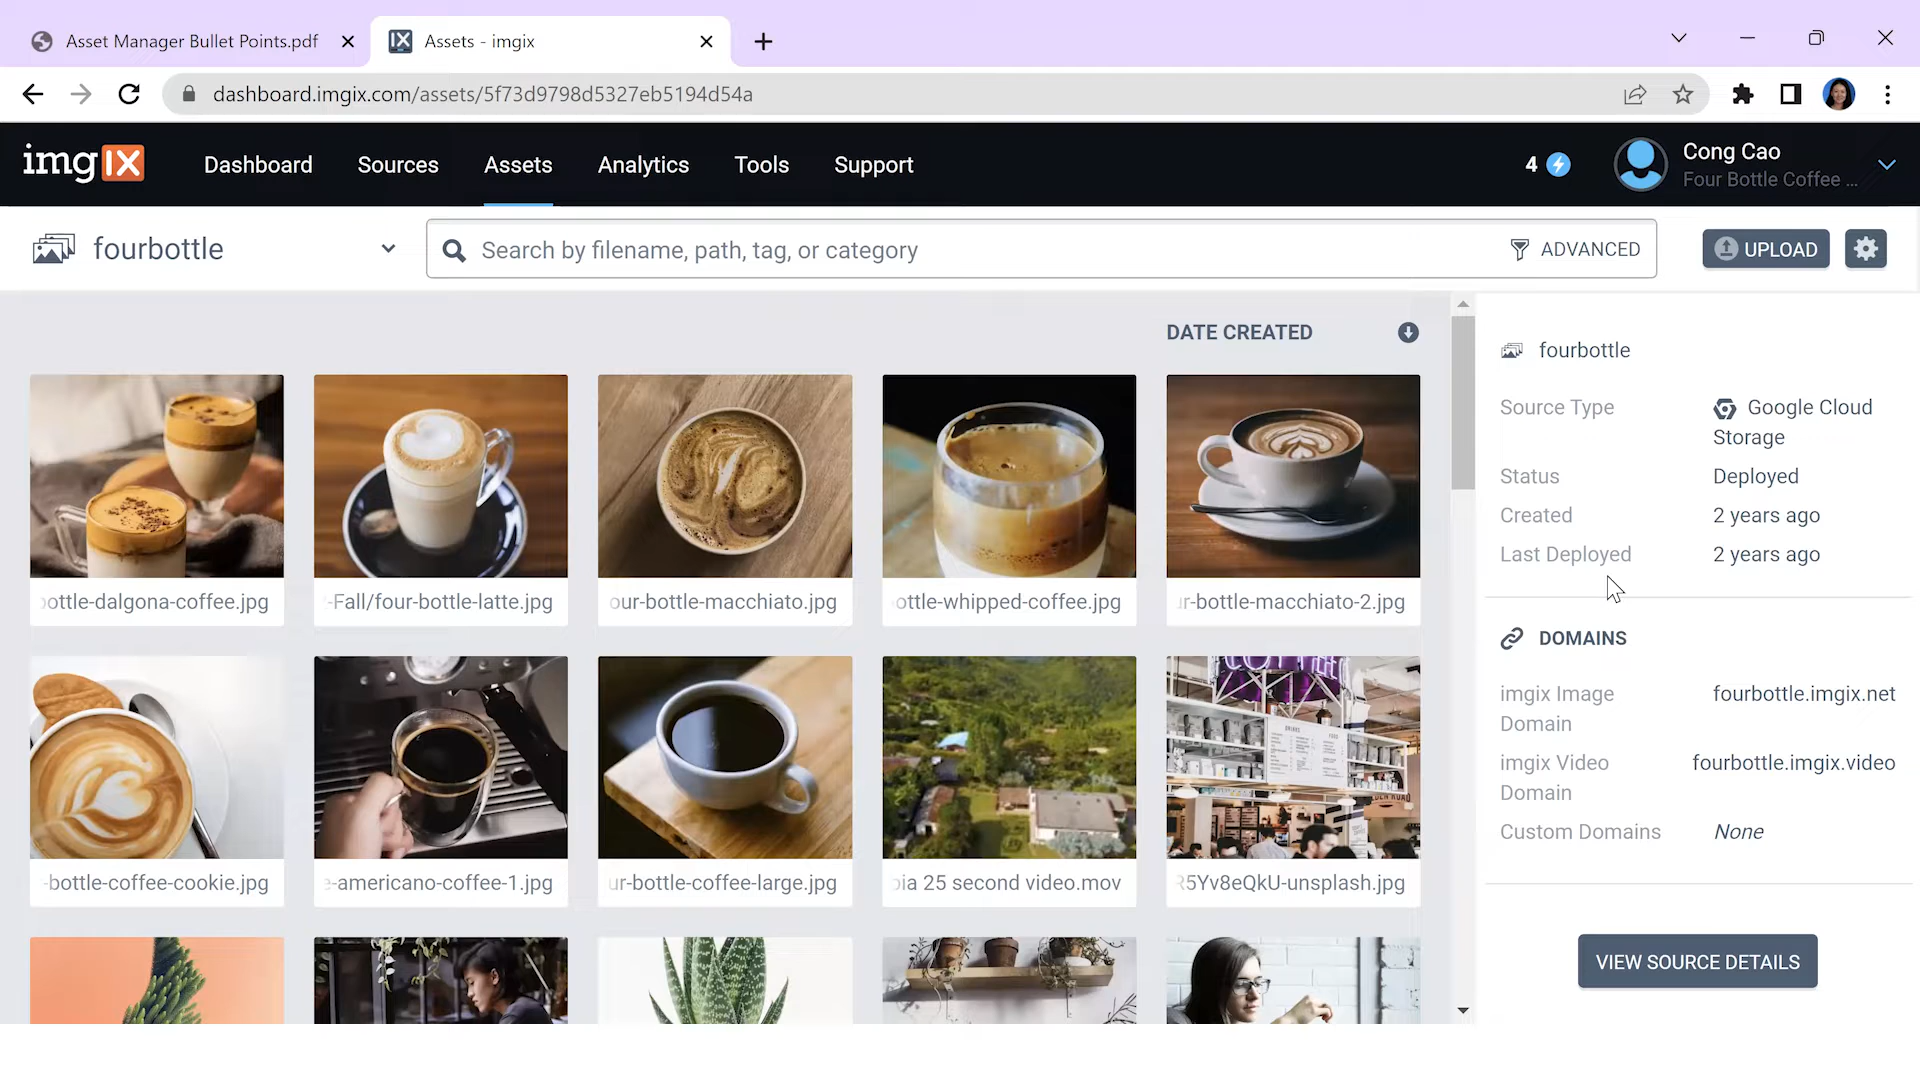 Asset Manager Bullet Points.pdf
Assets - imgix
dashboard.imgix.com/assets/5f73d9798d5327eb5194d54a
imgix
Dashboard
Sources
Assets
Analytics
Tools
Support
4
Cong Cao
Four Bottle Coffee ...
fourbottle
Search by filename, path, tag, or category
ADVANCED
UPLOAD
DATE CREATED
ottle-dalgona-coffee.jpg
-Fall/four-bottle-latte.jpg
our-bottle-macchiato.jpg
ottle-whipped-coffee.jpg
r-bottle-macchiato-2.jpg
-bottle-coffee-cookie.jpg
e-americano-coffee-1.jpg
ur-bottle-coffee-large.jpg
ia 25 second video.mov
R5Yv8eQkU-unsplash.jpg
fourbottle
Source Type
Google Cloud
Storage
Status
Deployed
Created
2 years ago
Last Deployed
2 years ago
DOMAINS
imgix Image
Domain
fourbottle.imgix.net
imgix Video
Domain
fourbottle.imgix.video
Custom Domains
None
VIEW SOURCE DETAILS